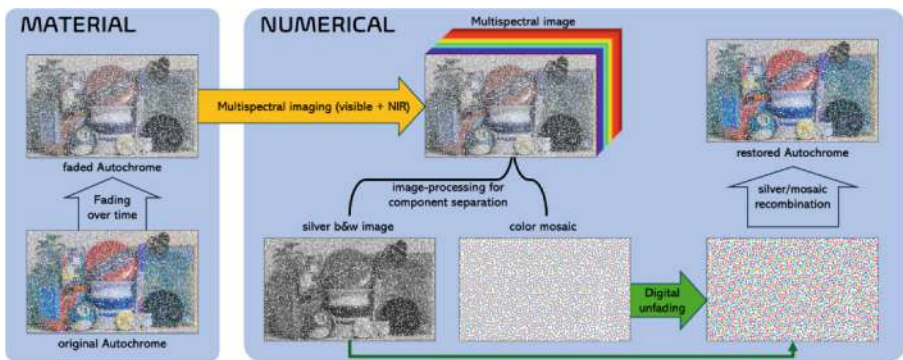 MATERIAL
faded Autochrome
Fading
over time
original Autochrome
NUMERICAL
Multispectral image
Multispectral imaging (visible + NIR)
image-processing for
component separation
silver b&w image
color mosaic
Digital
unfading
restored Autochrome
silver/mosaic
recombination